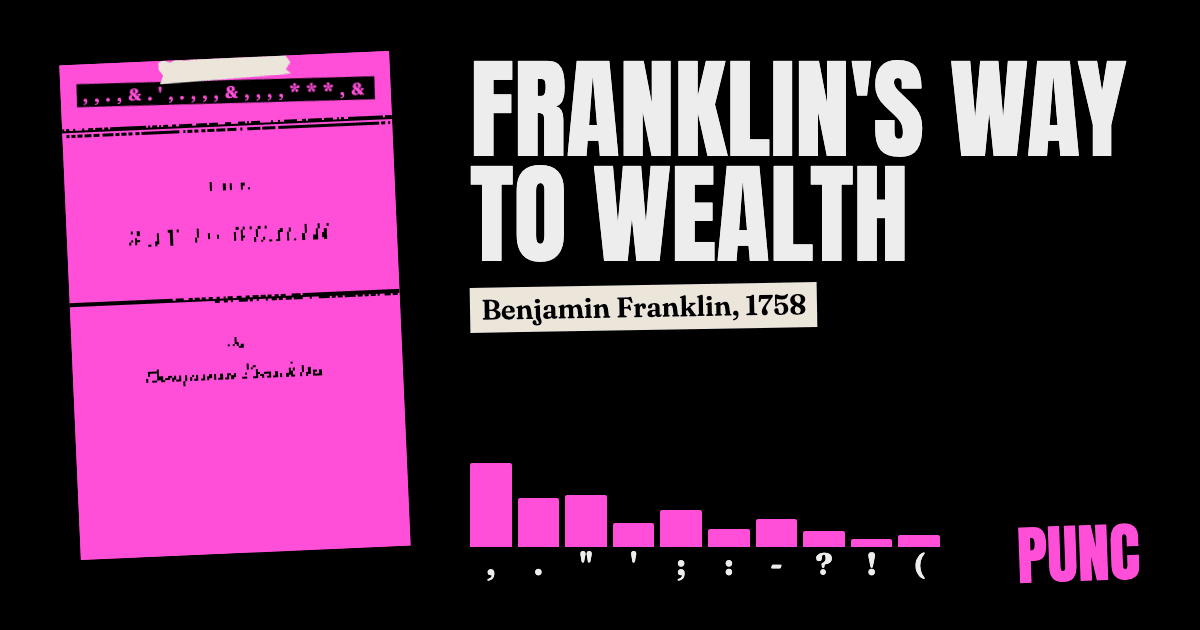 ,,.,&.',.,,,&,,,,***,&
FRANKLIN'S WAY
TO WEALTH
Benjamin Franklin, 1758
, . " ' ; : - ? ! (
PUNC